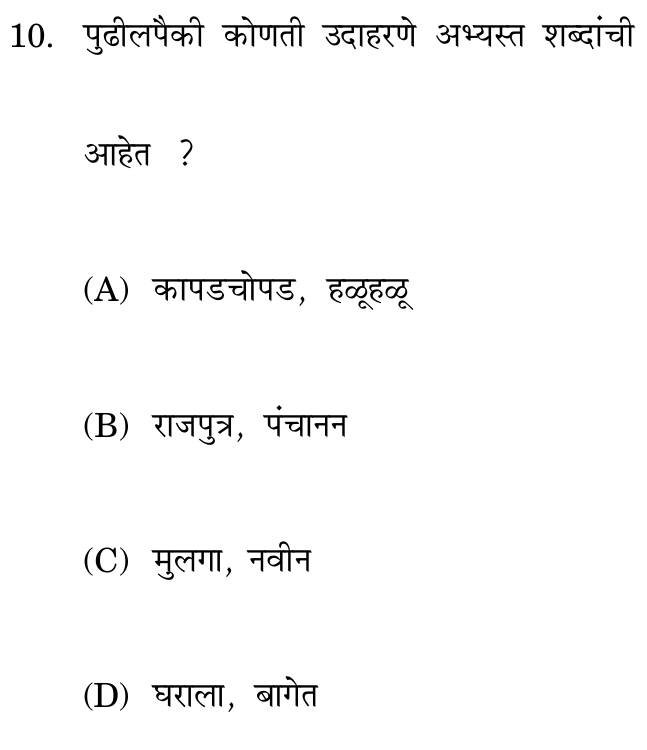 10. पुढीलपैकी कोणती उदाहरणे अभ्यस्त शब्दांची
आहेत ?
(A) कापडचोपड, हळूहळू
(B) राजपुत्र, पंचानन
(C) मुलगा, नवीन
(D) घराला, बागेत